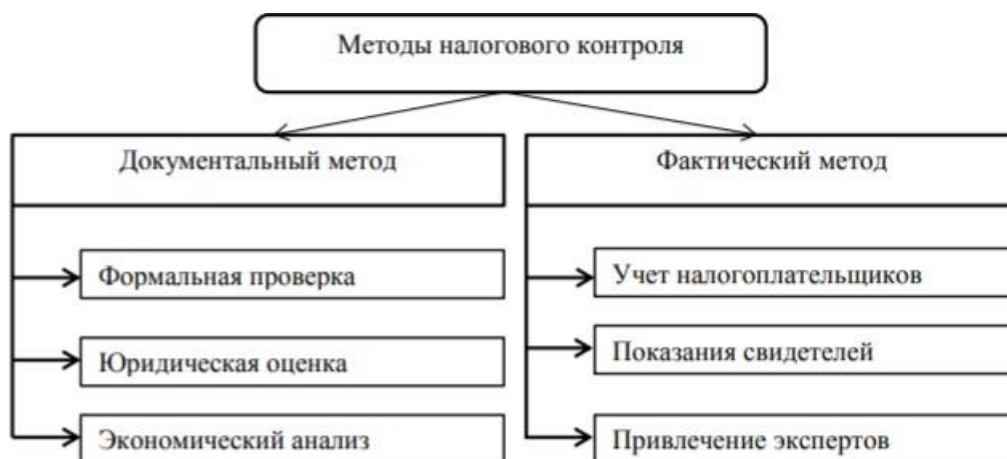 Методы налогового контроля
Документальный метод
Формальная проверка
Юридическая оценка
Экономический анализ
Фактический метод
Учет налогоплательщиков
Показания свидетелей
Привлечение экспертов